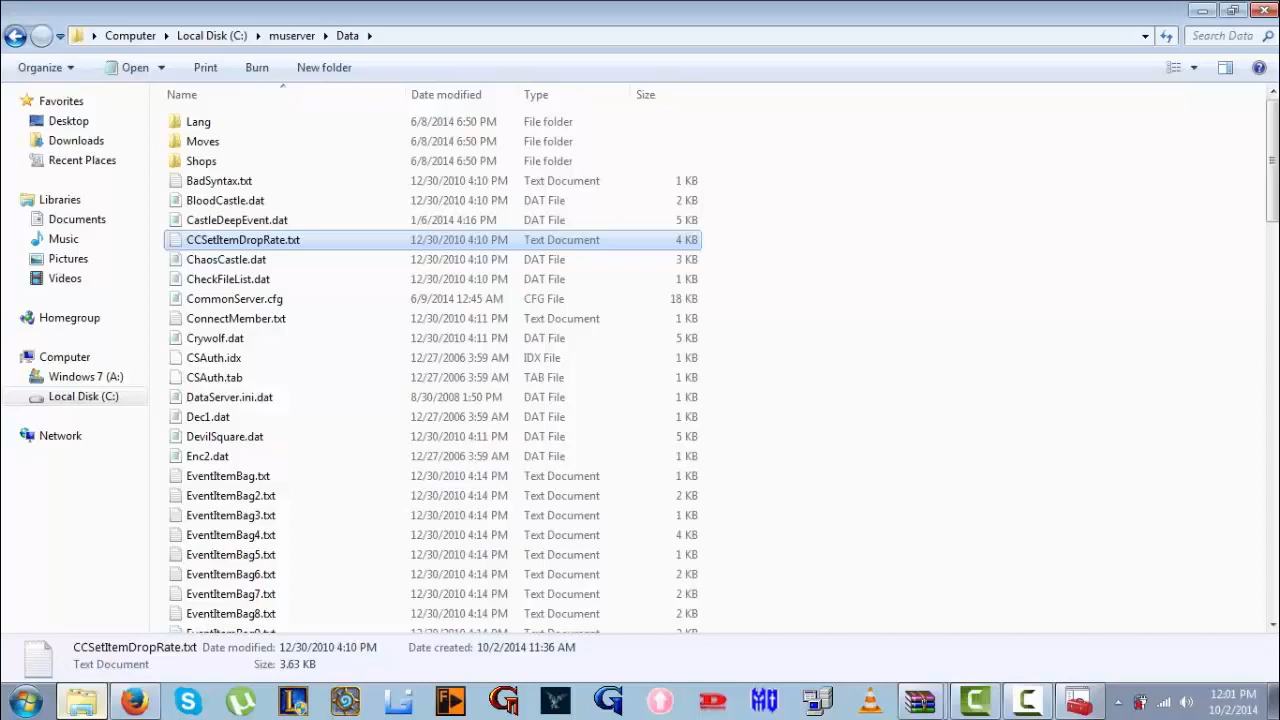 Computer Local Disk (C:) muserver Data
Search Data
Organize Open Print Burn New folder
Name Date modified Type Size
Favorites
Desktop
Downloads
Recent Places
Libraries
Documents
Music
Pictures
Videos
Homegroup
Computer
Windows 7 (A:)
Local Disk (C:)
Network
Lang 6/8/2014 6:50 PM File folder
Moves 6/8/2014 6:50 PM File folder
Shops 6/8/2014 6:50 PM File folder
BadSyntax.txt 12/30/2010 4:10 PM Text Document 1 KB
BloodCastle.dat 12/30/2010 4:10 PM DAT File 2 KB
CastleDeepEvent.dat 1/6/2014 4:16 PM DAT File 5 KB
CCSetItemDropRate.txt 12/30/2010 4:10 PM Text Document 4 KB
ChaosCastle.dat 12/30/2010 4:10 PM DAT File 3 KB
CheckFileList.dat 12/30/2010 4:10 PM DAT File 1 KB
CommonServer.cfg 6/9/2014 12:45 AM CFG File 18 KB
ConnectMember.txt 12/30/2010 4:11 PM Text Document 1 KB
Crywolf.dat 12/30/2010 4:11 PM DAT File 5 KB
CSAuth.idx 12/27/2006 3:59 AM IDX File 1 KB
CSAuth.tab 12/27/2006 3:59 AM TAB File 1 KB
DataServer.ini.dat 8/30/2008 1:50 PM DAT File 1 KB
Dec1.dat 12/27/2006 3:59 AM DAT File 1 KB
DevilSquare.dat 12/30/2010 4:11 PM DAT File 5 KB
Enc2.dat 12/27/2006 3:59 AM DAT File 1 KB
EventItemBag.txt 12/30/2010 4:14 PM Text Document 1 KB
EventItemBag2.txt 12/30/2010 4:14 PM Text Document 2 KB
EventItemBag3.txt 12/30/2010 4:14 PM Text Document 1 KB
EventItemBag4.txt 12/30/2010 4:14 PM Text Document 4 KB
EventItemBag5.txt 12/30/2010 4:14 PM Text Document 1 KB
EventItemBag6.txt 12/30/2010 4:14 PM Text Document 2 KB
EventItemBag7.txt 12/30/2010 4:14 PM Text Document 2 KB
EventItemBag8.txt 12/30/2010 4:14 PM Text Document 2 KB
CCSetItemDropRate.txt Date modified: 12/30/2010 4:10 PM Date created: 10/2/2014 11:36 AM
Text Document Size: 3.63 KB
12:01 PM
10/2/2014